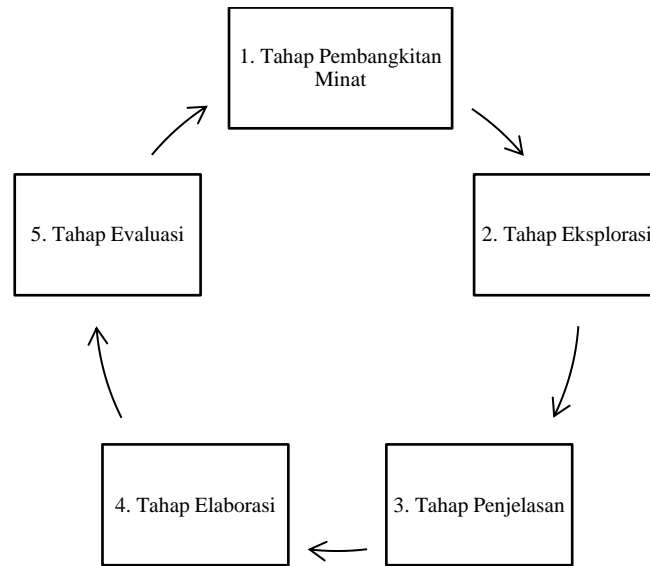 1. Tahap Pembangkitan
Minat
2. Tahap Eksplorasi
3. Tahap Penjelasan
4. Tahap Elaborasi
5. Tahap Evaluasi